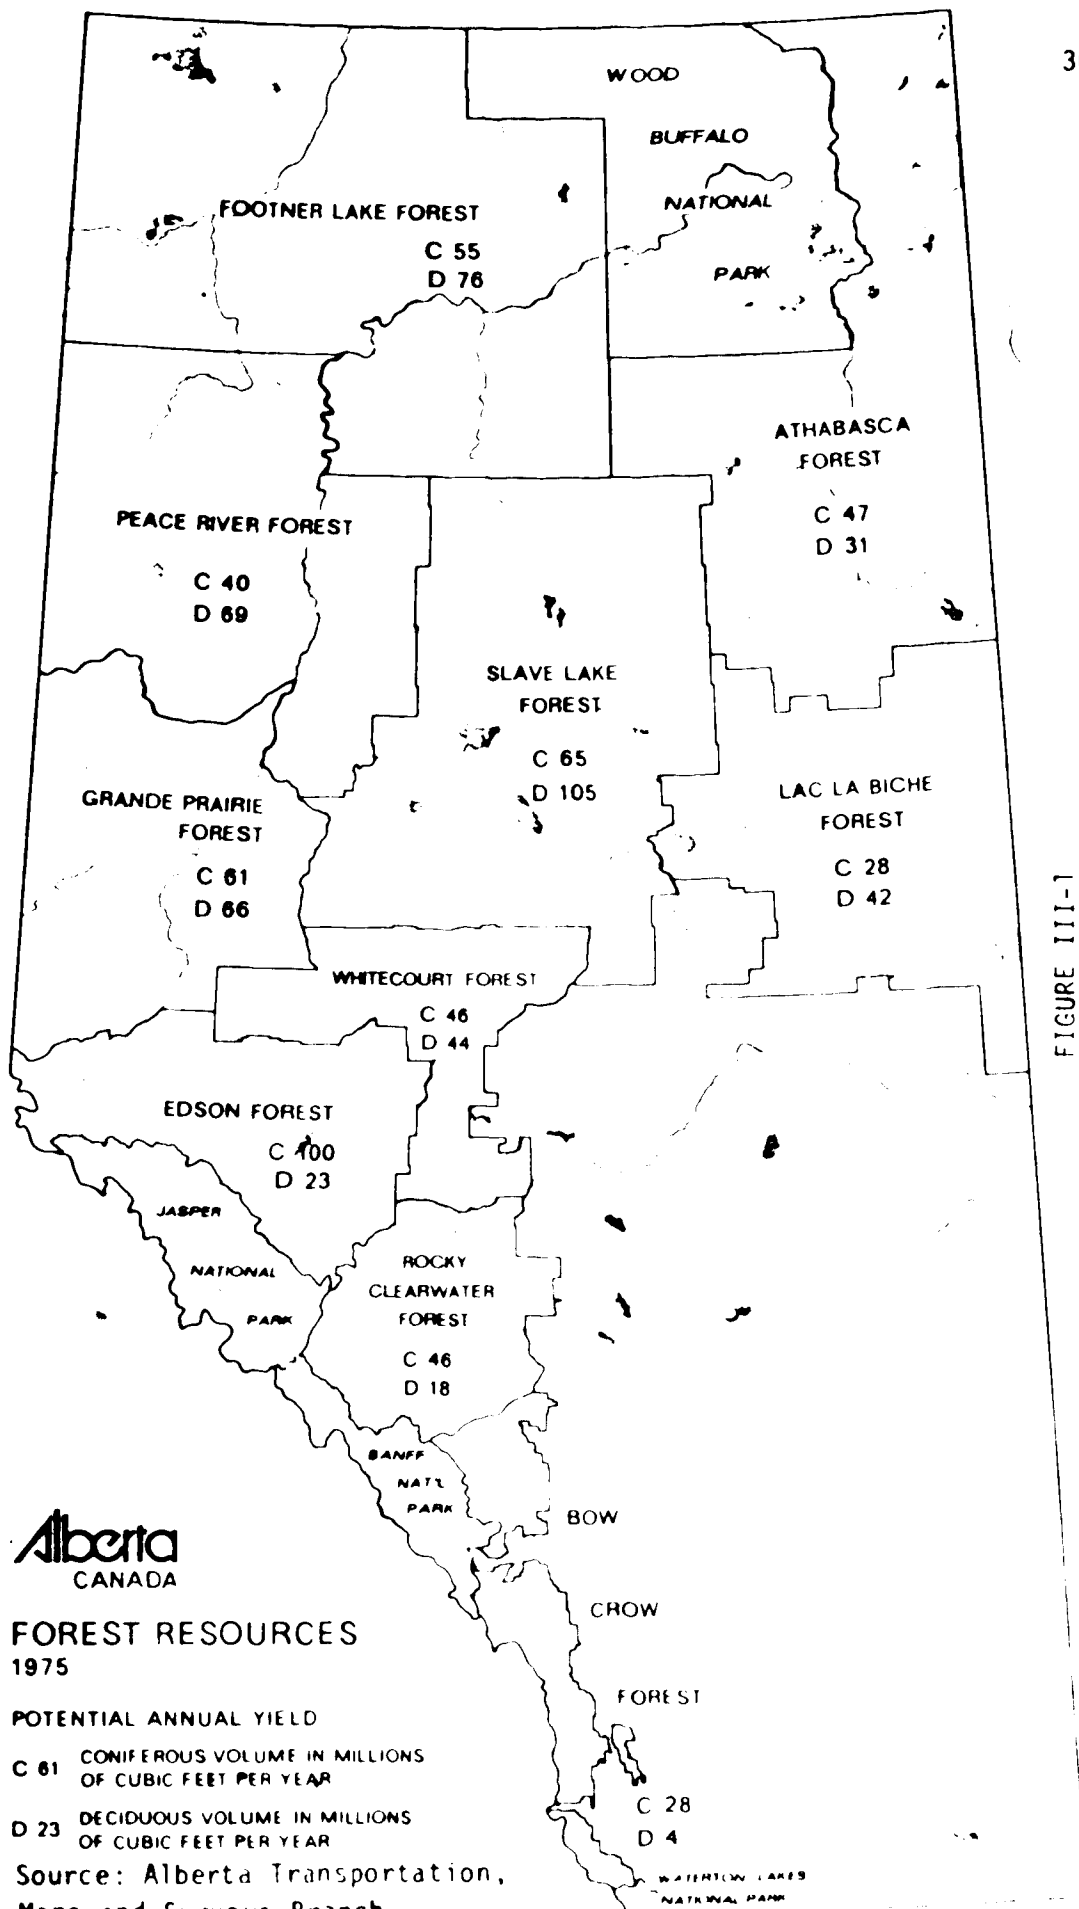 3
WOOD
BUFFALO
NATIONAL
PARK
FOOTNER LAKE FOREST
C 55
D 76
ATHABASCA
FOREST
C 47
D 31
PEACE RIVER FOREST
C 40
D 69
SLAVE LAKE
FOREST
C 65
D 105
LAC LA BICHE
FOREST
C 28
D 42
GRANDE PRAIRIE
FOREST
C 61
D 66
FIGURE III-1
WHITECOURT FOREST
C 46
D 44
EDSON FOREST
C 100
D 23
JASPER
NATIONAL
PARK
ROCKY
CLEARWATER
FOREST
C 46
D 18
BANFF
NAT'L
PARK
BOW
CROW
FOREST
C 28
D 4
WATERTON LAKES
NATIONAL PARK
Alberta
CANADA
FOREST RESOURCES
1975
POTENTIAL ANNUAL YIELD
C 61 CONIFEROUS VOLUME IN MILLIONS
OF CUBIC FEET PER YEAR
D 23 DECIDUOUS VOLUME IN MILLIONS
OF CUBIC FEET PER YEAR
Source: Alberta Transportation,
Maps and Surveys Branch